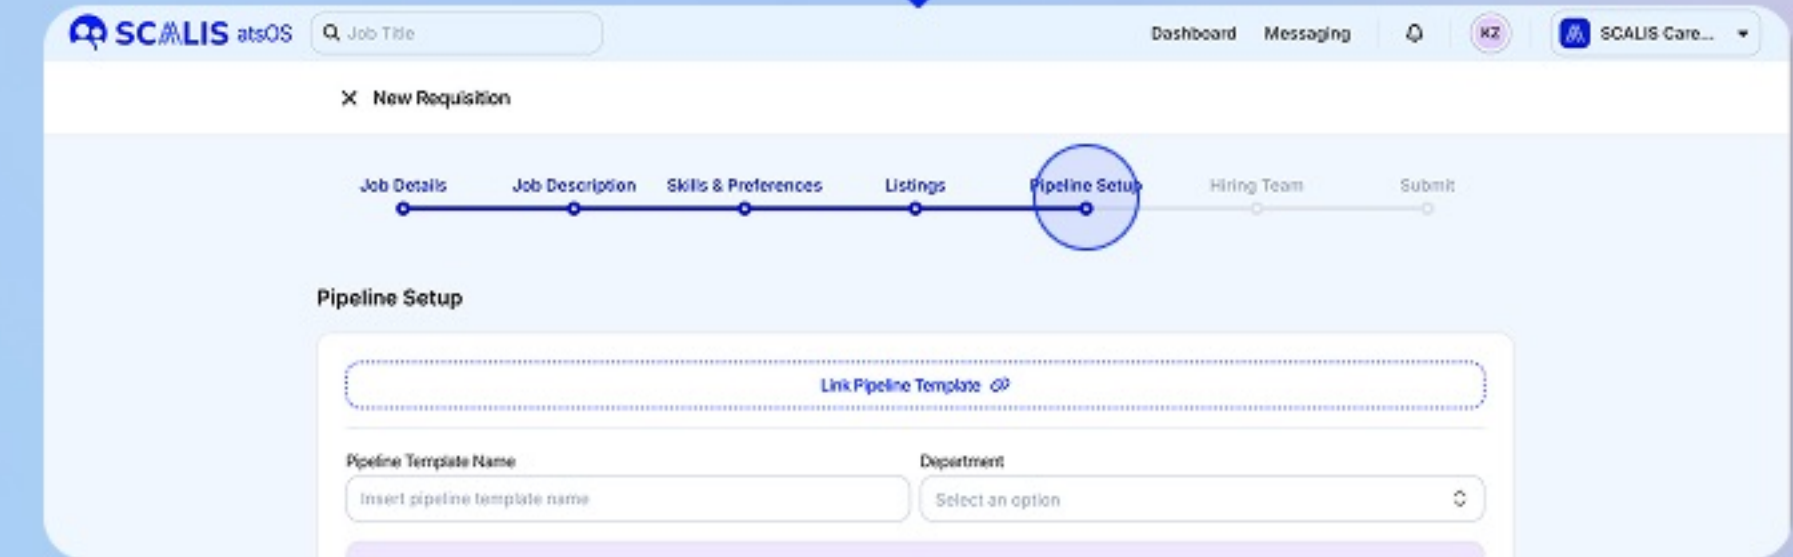 SCALIS atsOS
Job Title
Dashboard
Messaging
KZ
SCALIS Care...
New Requisition
Job Details
Job Description
Skills & Preferences
Listings
Pipeline Setup
Hiring Team
Submit
Pipeline Setup
Link Pipeline Template
Pipeline Template Name
Department
Insert pipeline template name
Select an option